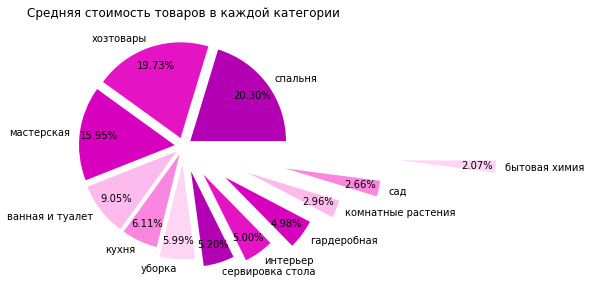 Средняя стоимость товаров в каждой категории
хозтовары
19.73%
спальня
20.30%
мастерская
15.95%
ванная и туалет
9.05%
кухня
6.11%
уборка
5.99%
сервировка стола
5.20%
интерьер
5.00%
гардеробная
4.98%
комнатные растения
2.96%
сад
2.66%
бытовая химия
2.07%